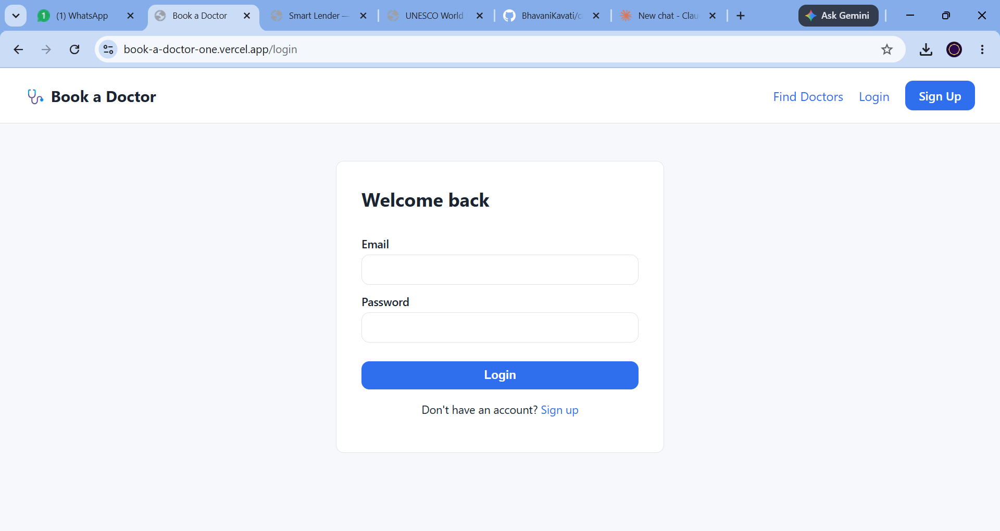 1 (1) WhatsApp
Book a Doctor
Smart Lender —
UNESCO World
BhavaniKavati/c
New chat - Clau
Ask Gemini
book-a-doctor-one.vercel.app/login
Book a Doctor
Find Doctors
Login
Sign Up
Welcome back
Email
Password
Login
Don't have an account? Sign up